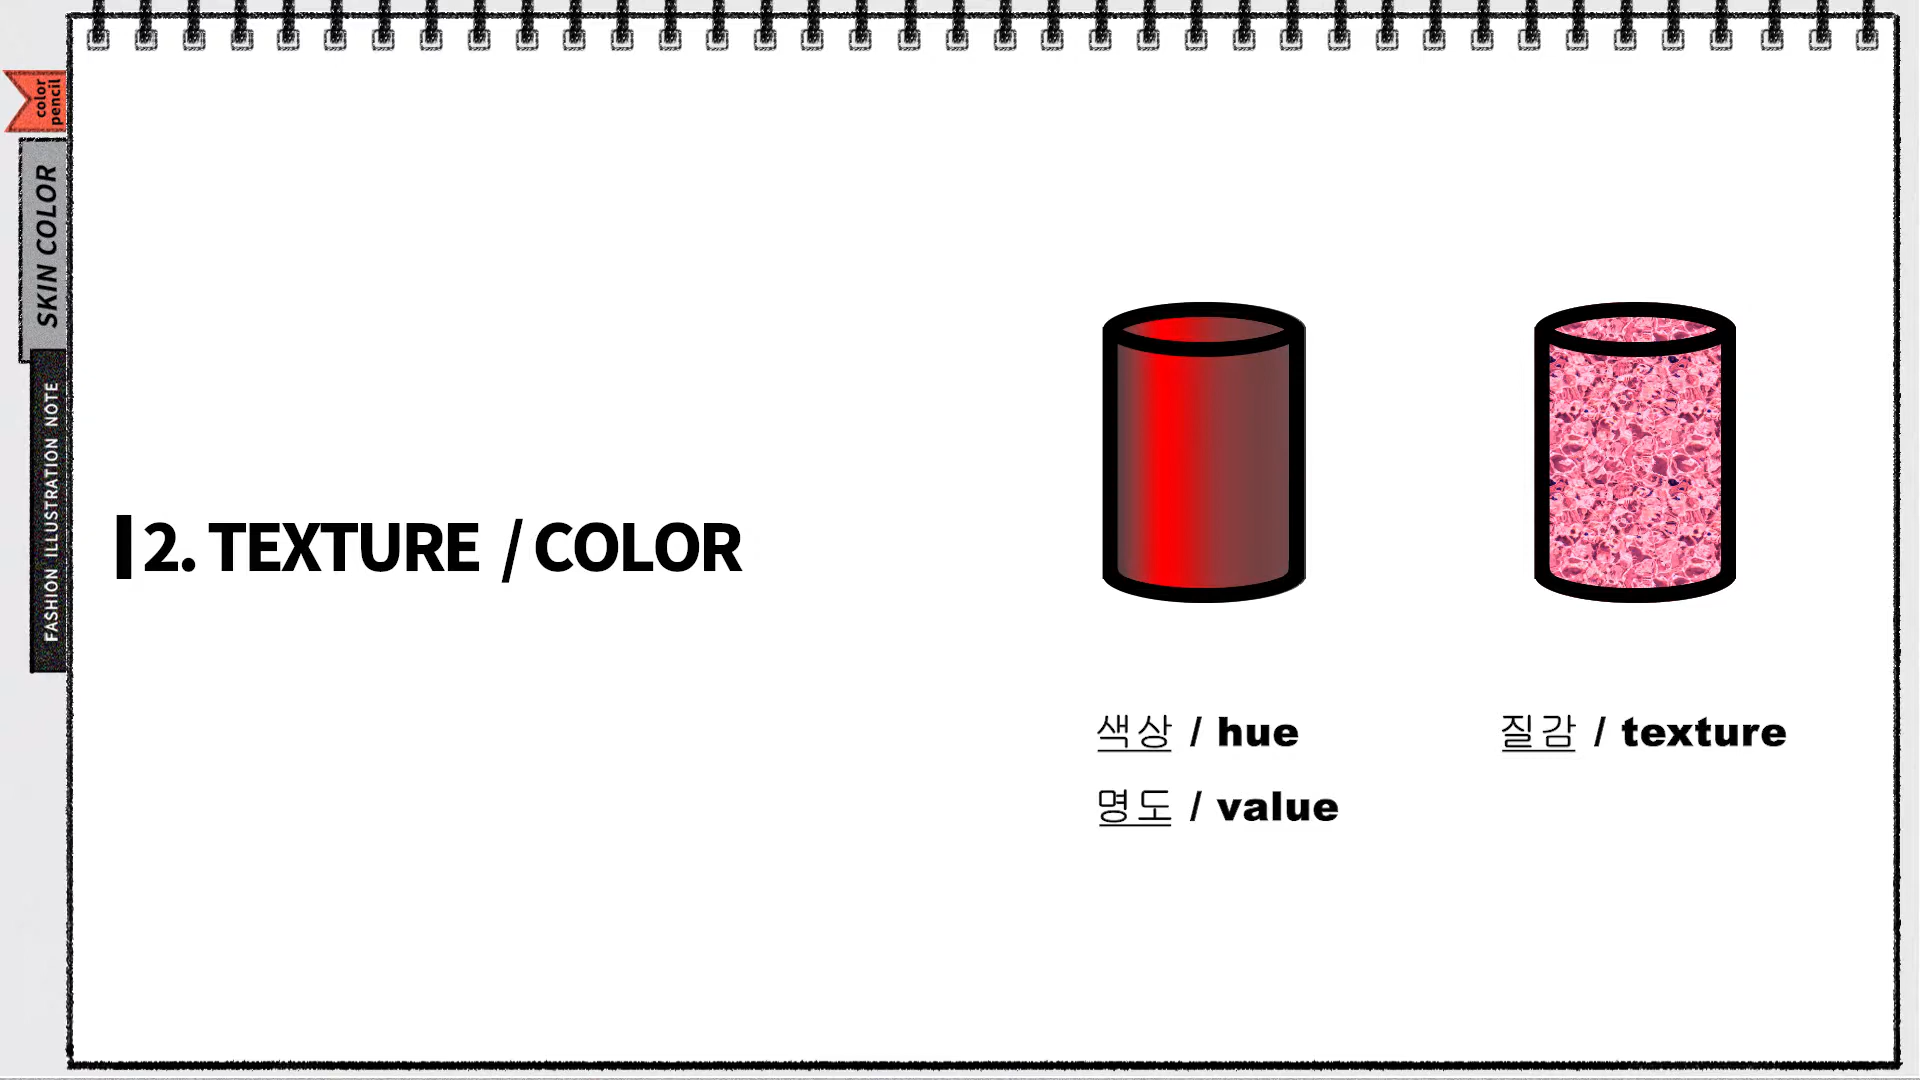 color
pencil
SKIN COLOR
FASHION ILLUSTRATION NOTE
2. TEXTURE / COLOR
색상 / hue
명도 / value
질감 / texture